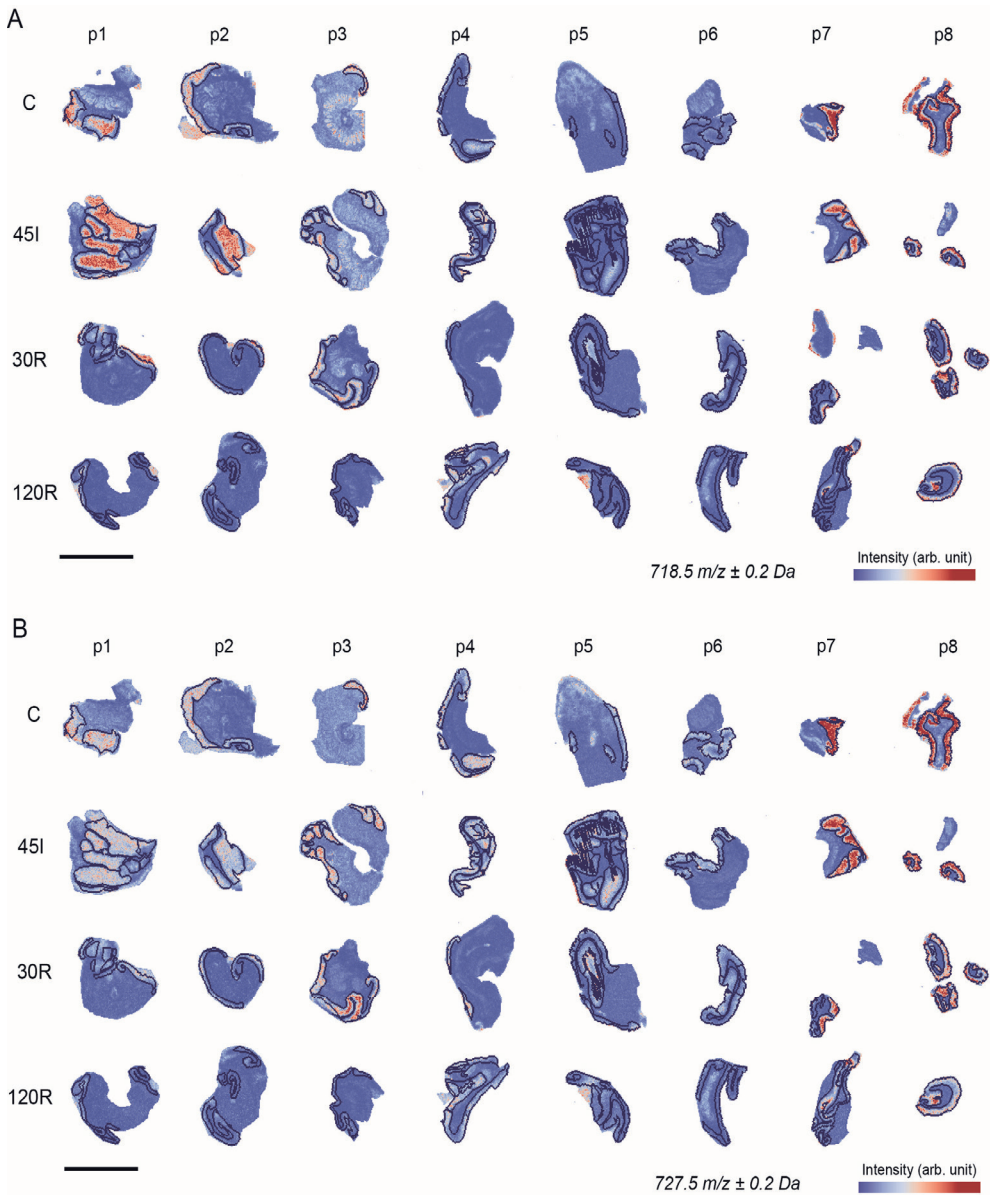 A
p1 p2 p3 p4 p5 p6 p7 p8
C
45I
30R
120R
Intensity (arb. unit)
718.5 m/z ± 0.2 Da
B
p1 p2 p3 p4 p5 p6 p7 p8
C
45I
30R
120R
Intensity (arb. unit)
727.5 m/z ± 0.2 Da